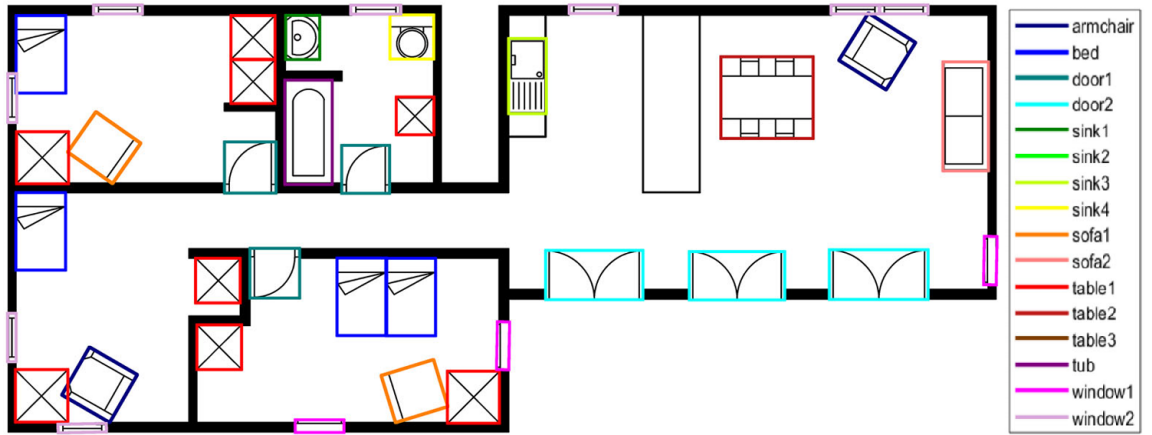 armchair
bed
door1
door2
sink1
sink2
sink3
sink4
sofa1
sofa2
table1
table2
table3
tub
window1
window2